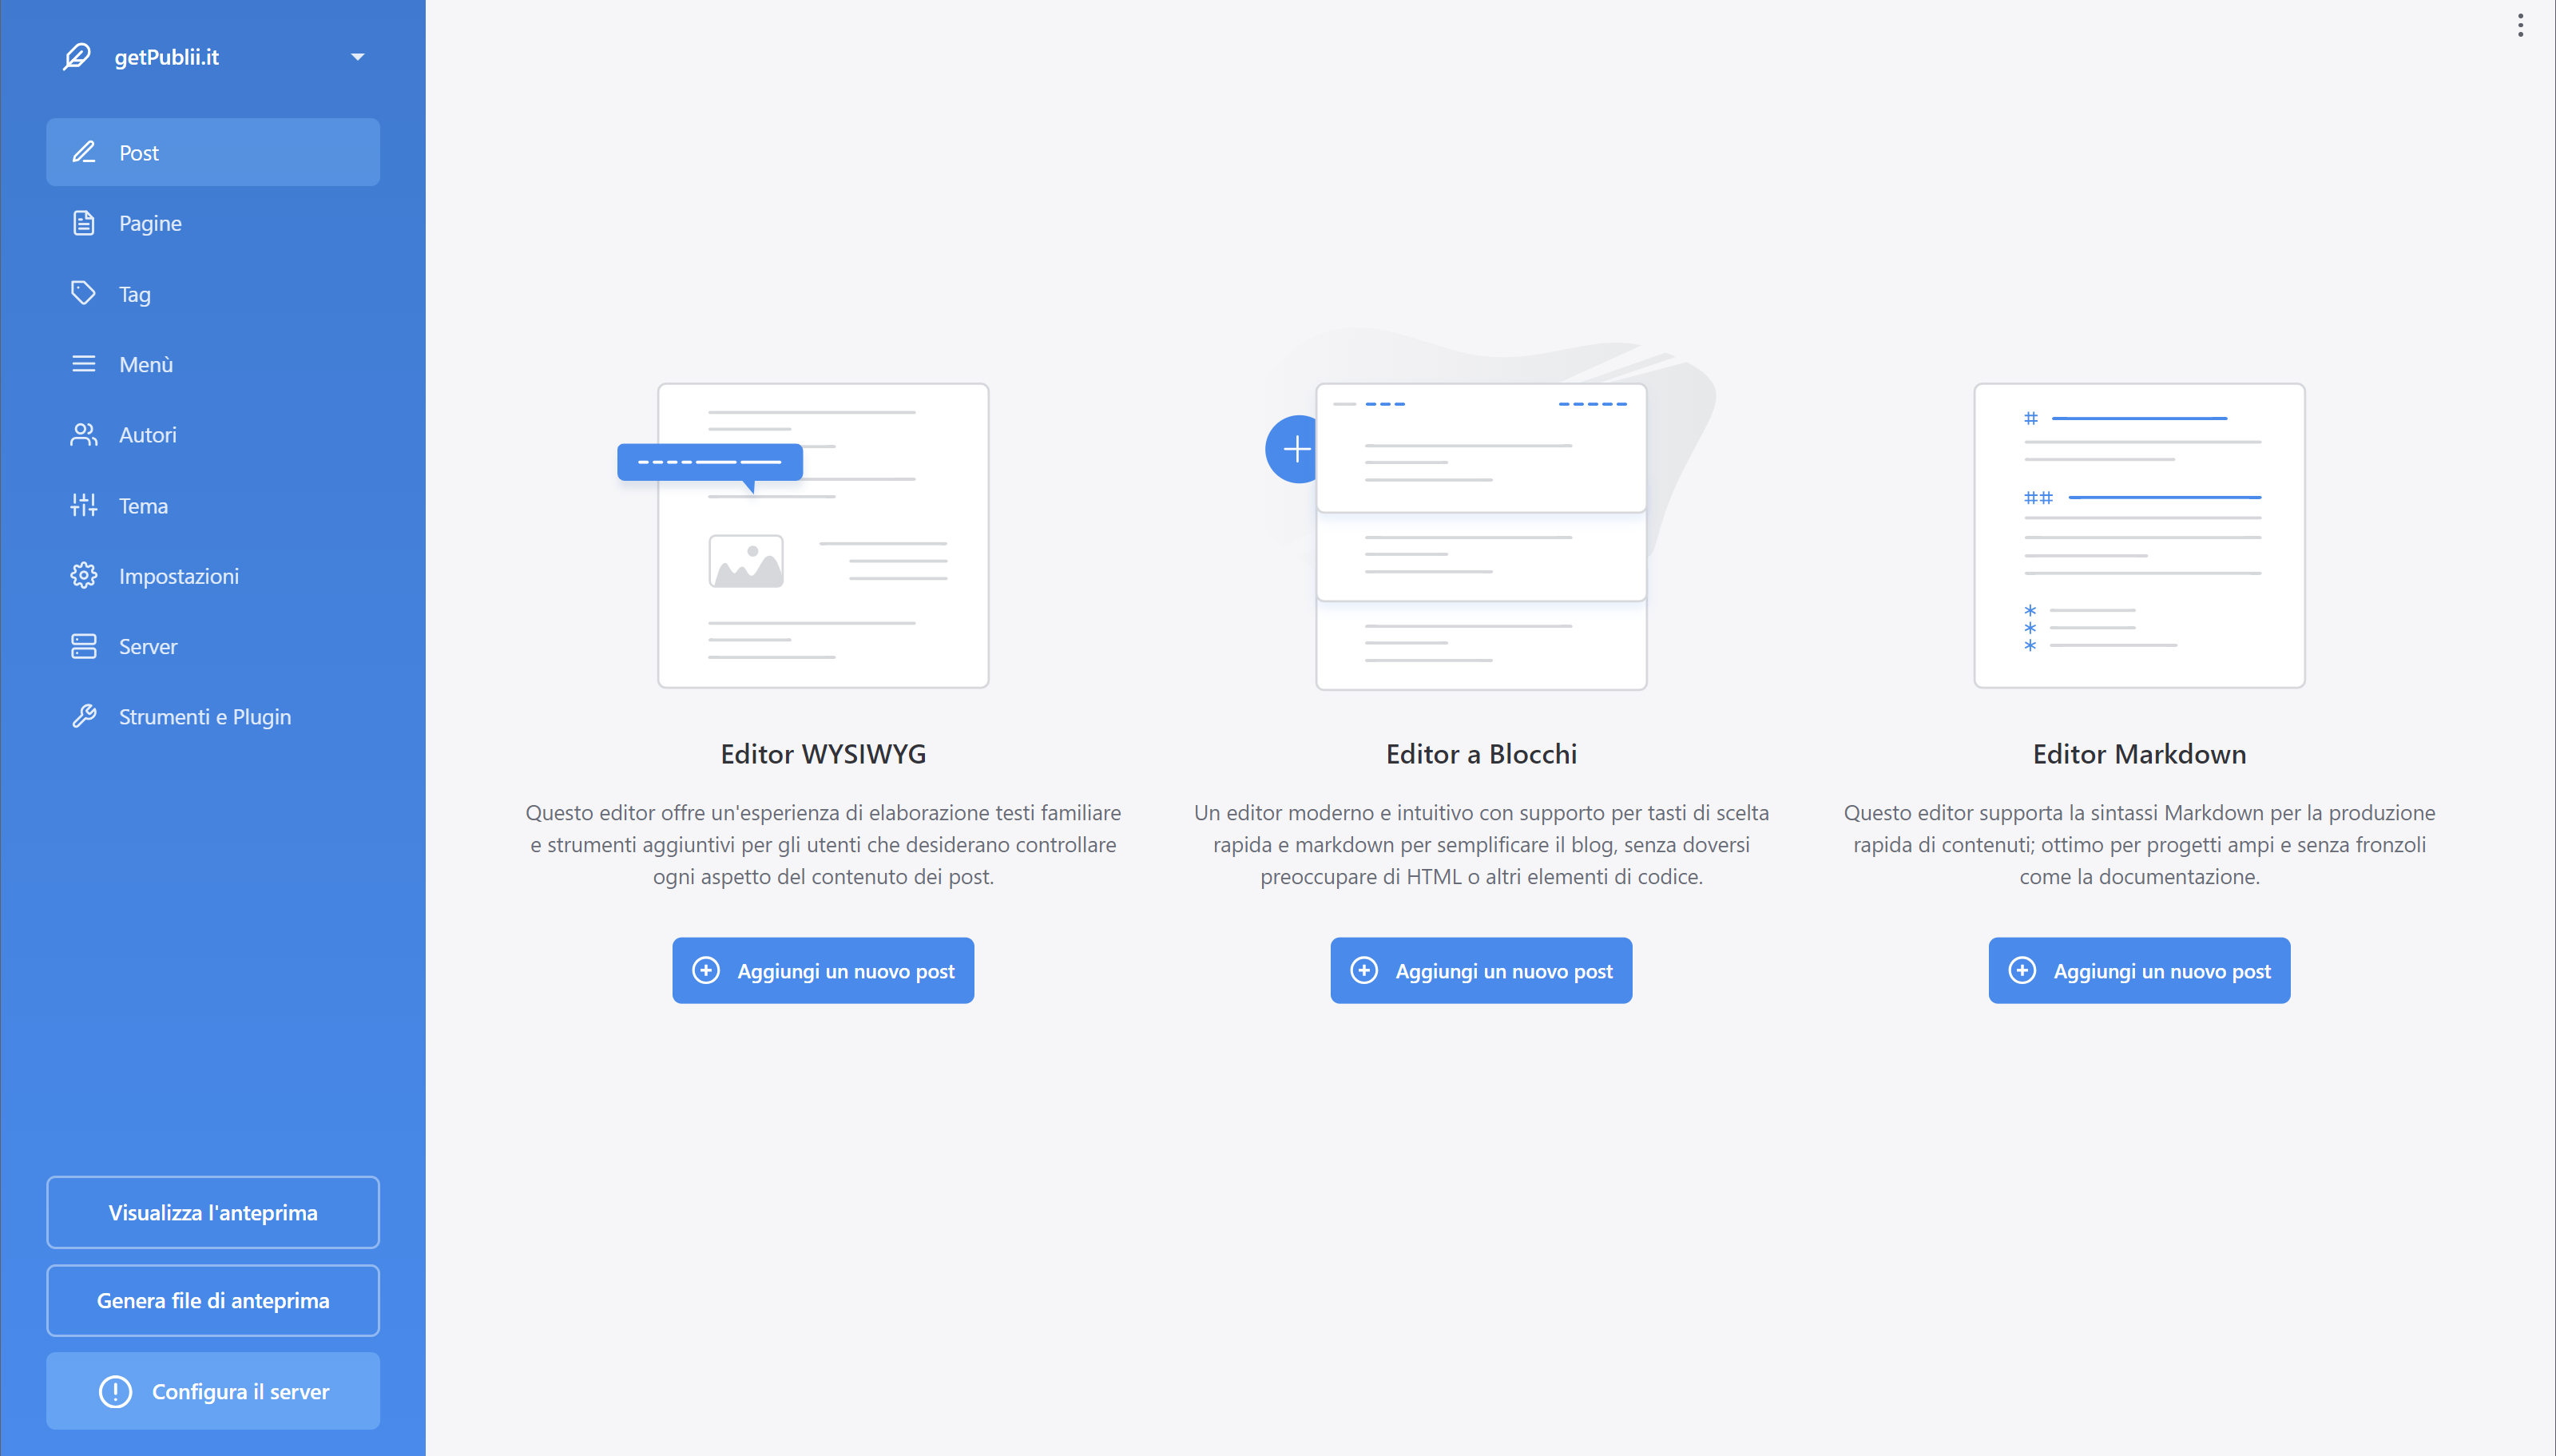 getPublii.it
Post
Pagine
Tag
Menù
Autori
Tema
Impostazioni
Server
Strumenti e Plugin
Visualizza l'anteprima
Genera file di anteprima
Configura il server
Editor WYSIWYG
Questo editor offre un'esperienza di elaborazione testi familiare
e strumenti aggiuntivi per gli utenti che desiderano controllare
ogni aspetto del contenuto dei post.
Aggiungi un nuovo post
Editor a Blocchi
Un editor moderno e intuitivo con supporto per tasti di scelta
rapida e markdown per semplificare il blog, senza doversi
preoccupare di HTML o altri elementi di codice.
Aggiungi un nuovo post
#
##
*
*
*
Editor Markdown
Questo editor supporta la sintassi Markdown per la produzione
rapida di contenuti; ottimo per progetti ampi e senza fronzoli
come la documentazione.
Aggiungi un nuovo post